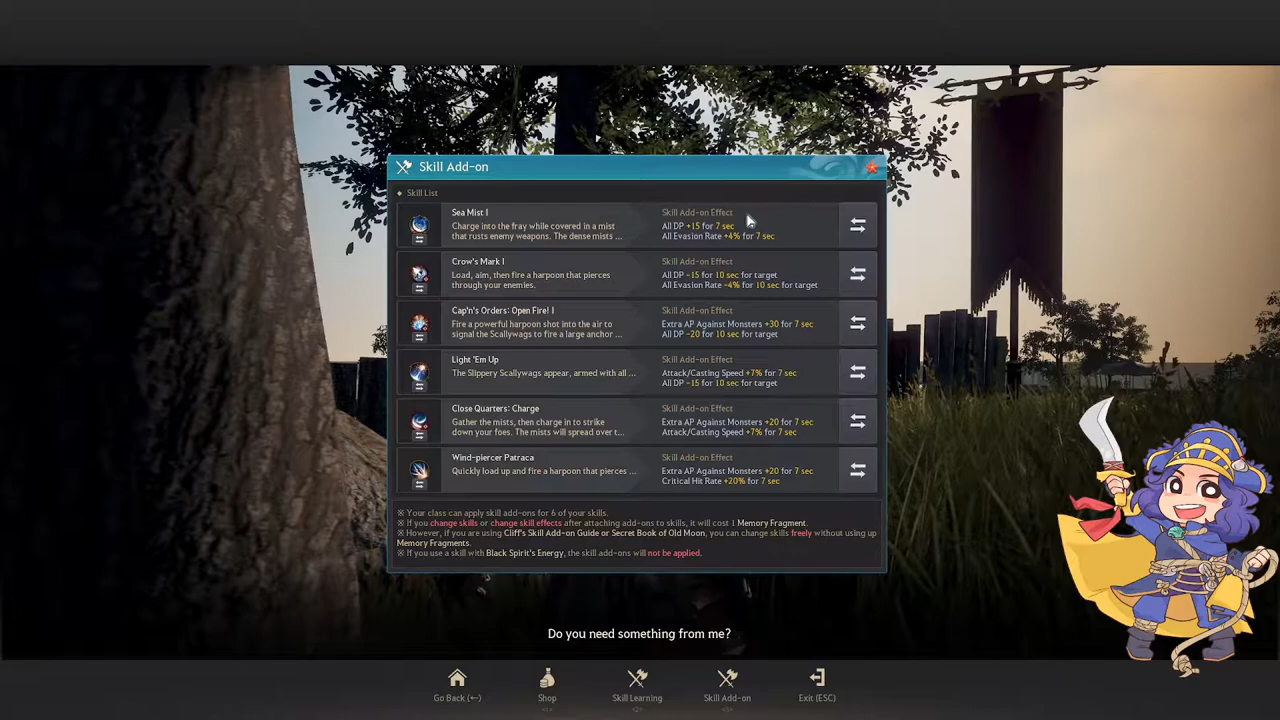 Skill Add-on
Skill List
Sea Mist I
Charge into the fray while covered in a mist
that rusts enemy weapons. The dense mists ...
Skill Add-on Effect
All DP +15 for 7 sec
All Evasion Rate +4% for 7 sec
Crow's Mark I
Load, aim, then fire a harpoon that pierces
through your enemies.
Skill Add-on Effect
All DP -15 for 10 sec for target
All Evasion Rate -4% for 10 sec for target
Cap'n's Orders: Open Fire! I
Fire a powerful harpoon shot into the air to
signal the Scallywags to fire a large anchor ...
Skill Add-on Effect
Extra AP Against Monsters +30 for 7 sec
All DP -20 for 10 sec for target
Light 'Em Up
The Slippery Scallywags appear, armed with all ...
Skill Add-on Effect
Attack/Casting Speed +7% for 7 sec
All DP -15 for 10 sec for target
Close Quarters: Charge
Gather the mists, then charge in to strike
down your foes. The mists will spread over t...
Skill Add-on Effect
Extra AP Against Monsters +20 for 7 sec
Attack/Casting Speed +7% for 7 sec
Wind-piercer Patraca
Quickly load up and fire a harpoon that pierces ...
Skill Add-on Effect
Extra AP Against Monsters +20 for 7 sec
Critical Hit Rate +20% for 7 sec
※ Your class can apply skill add-ons for 6 of your skills.
※ If you change skills or change skill effects after attaching add-ons to skills, it will cost 1 Memory Fragment.
※ However, if you are using Cliff's Skill Add-on Guide or Secret Book of Old Moon, you can change skills freely without using up
Memory Fragments.
※ If you use a skill with Black Spirit's Energy, the skill add-ons will not be applied.
Do you need something from me?
Go Back (←)
Shop
Skill Learning
Skill Add-on
Exit (ESC)